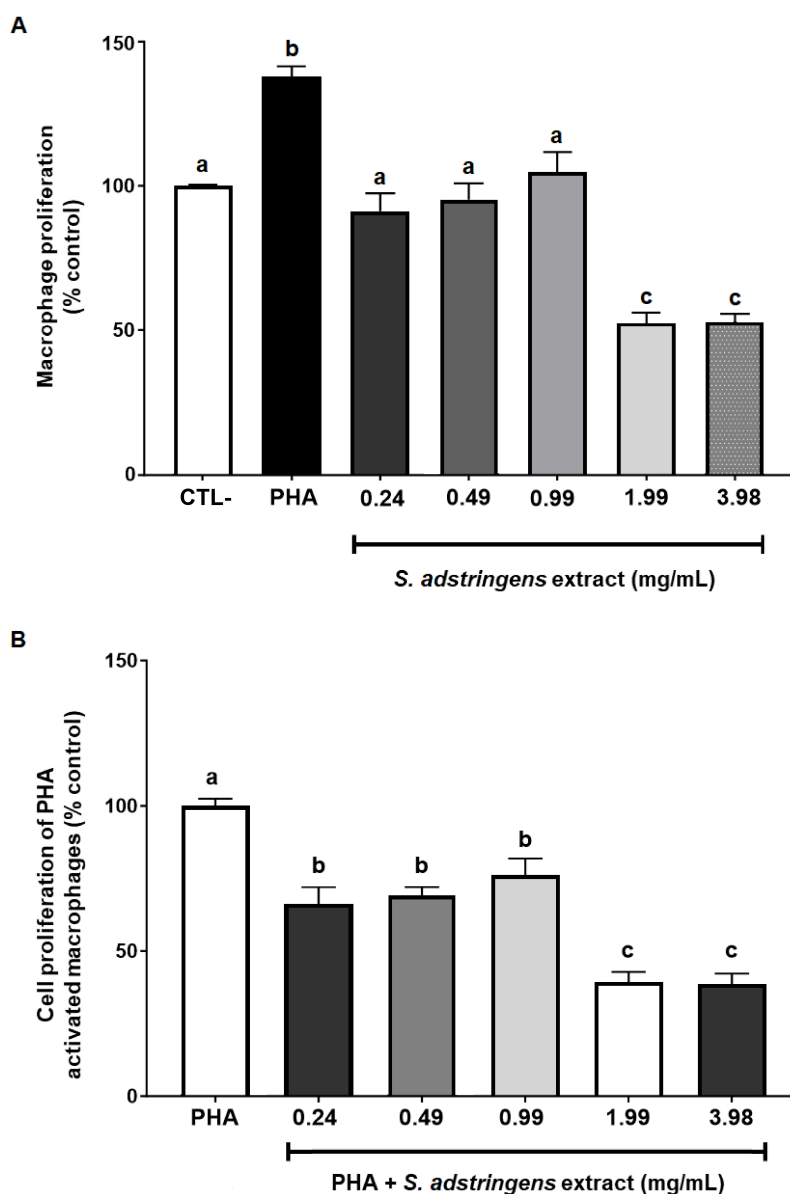 A
Macrophage proliferation
(% control)
150
100
50
0
a
b
a
a
a
c
c
CTL-
PHA
0.24
0.49
0.99
1.99
3.98
S. adstringens extract (mg/mL)
B
Cell proliferation of PHA
activated macrophages (% control)
150
100
50
0
a
b
b
b
c
c
PHA
0.24
0.49
0.99
1.99
3.98
PHA + S. adstringens extract (mg/mL)